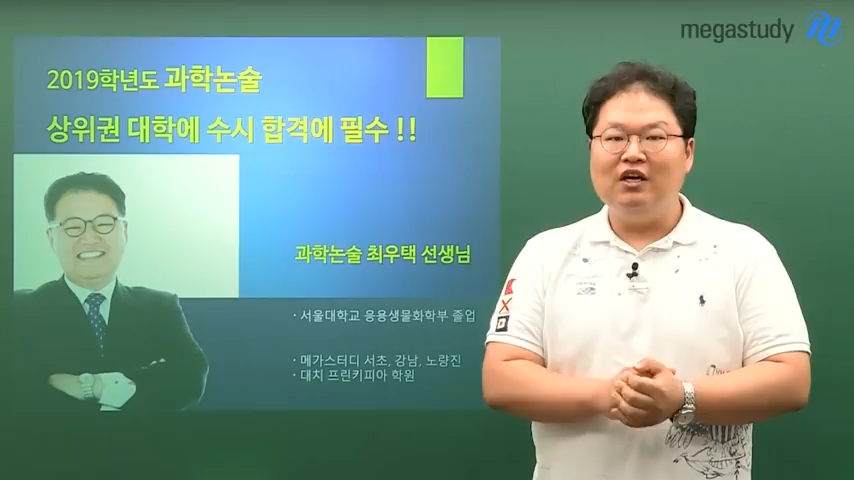 megastudy
2019학년도 과학논술
상위권 대학에 수시 합격에 필수 !!
과학논술 최우택 선생님
· 서울대학교 응용생물화학부 졸업
· 메가스터디 서초, 강남, 노량진
· 대치 프린키피아 학원